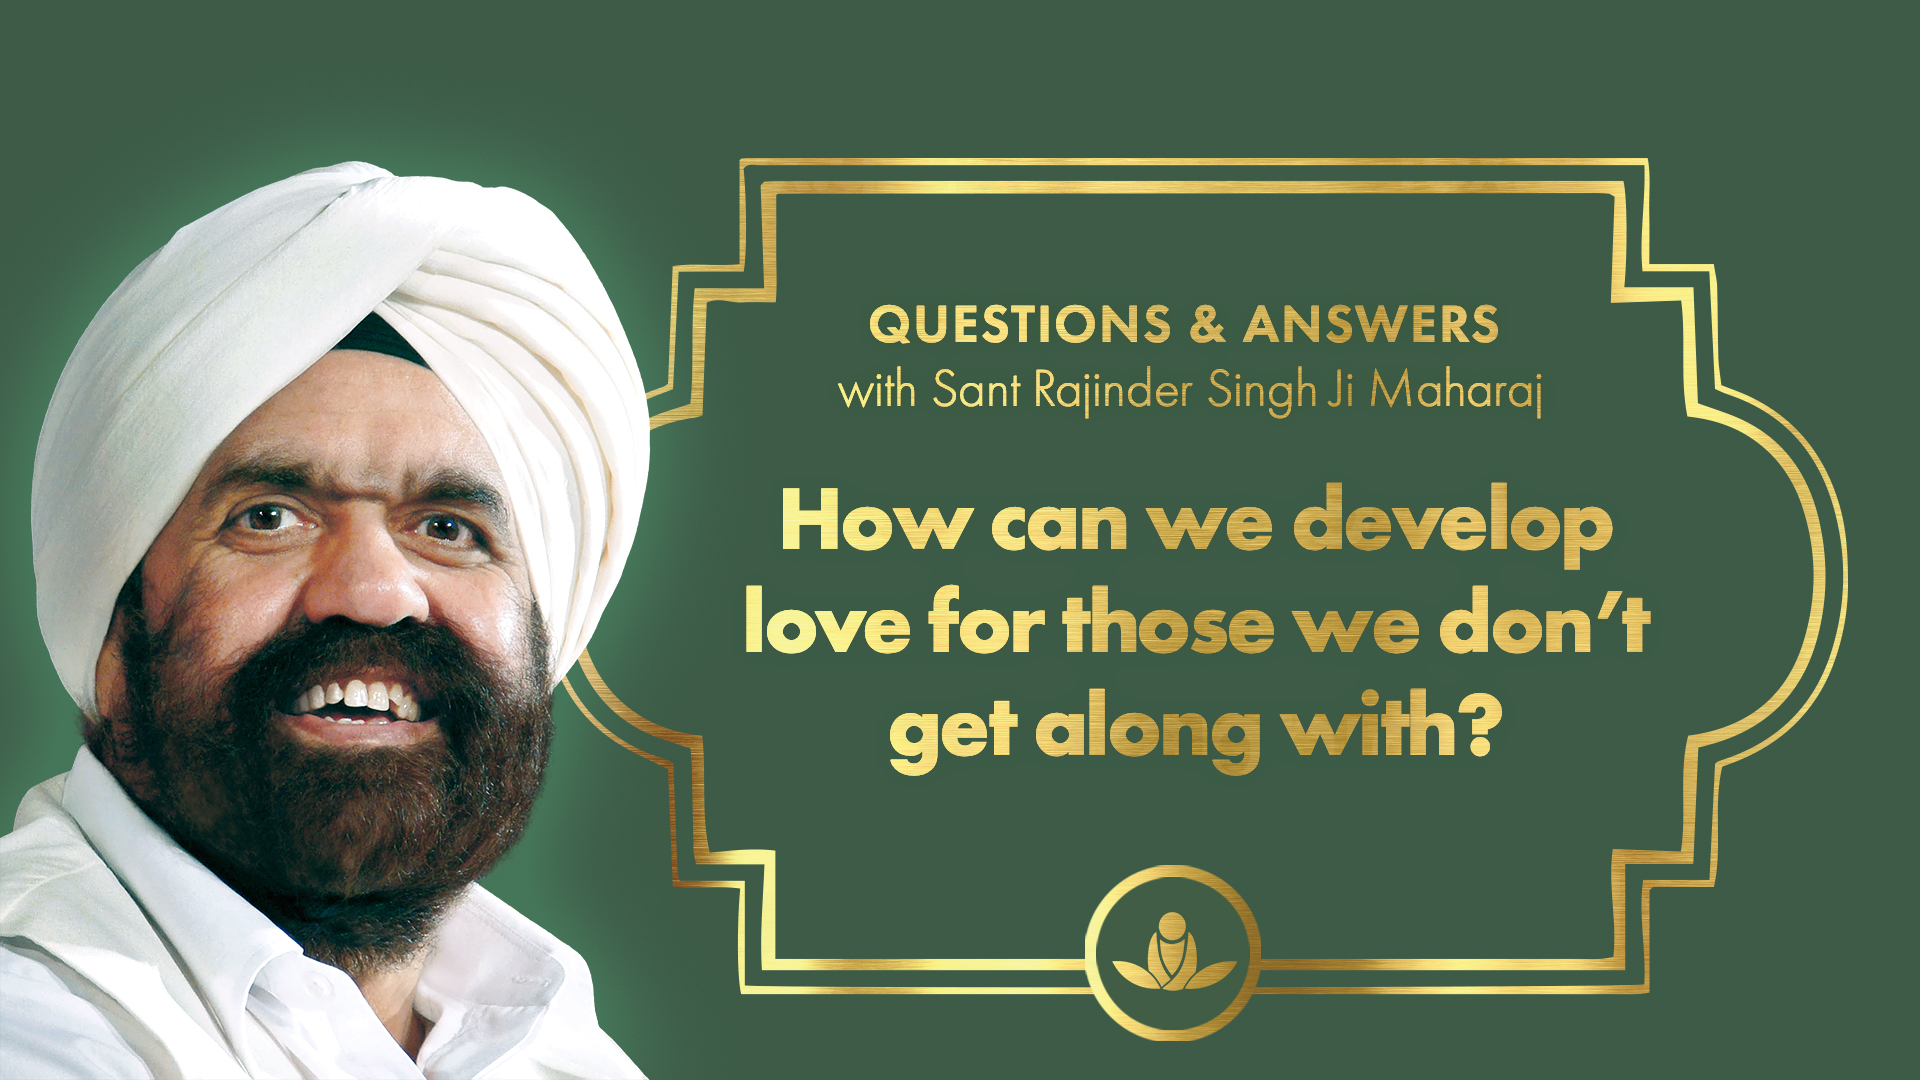 QUESTIONS & ANSWERS
with Sant Rajinder Singh Ji Maharaj
How can we develop
love for those we don’t
get along with?